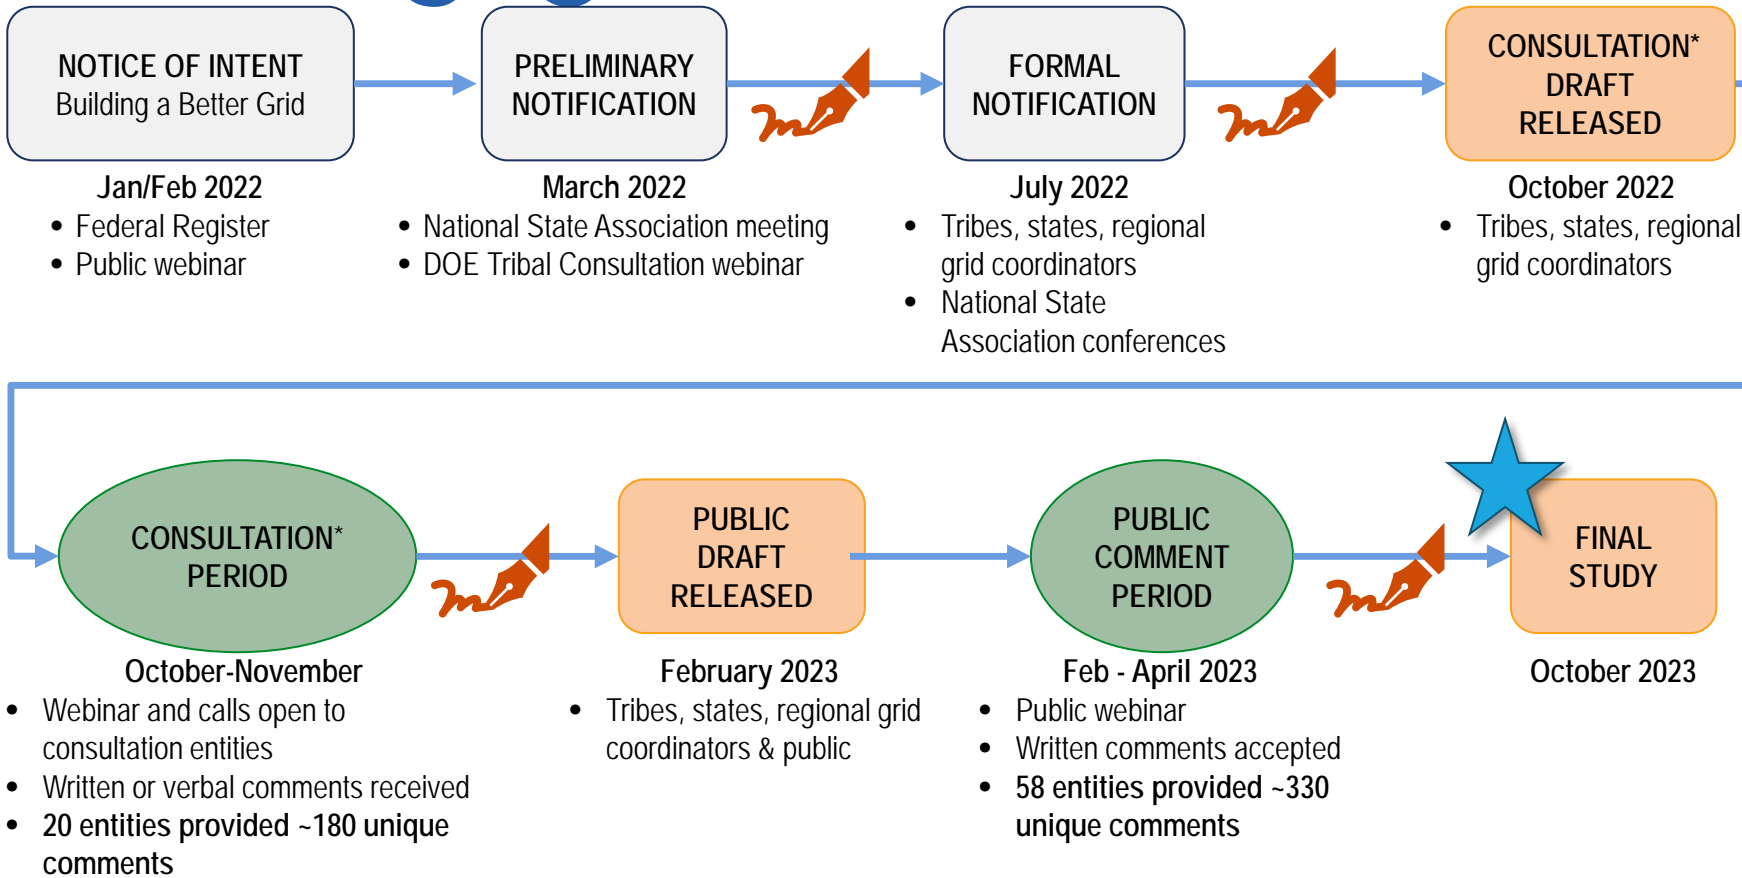 NOTICE OF INTENT
Building a Better Grid
PRELIMINARY
NOTIFICATION
FORMAL
NOTIFICATION
CONSULTATION*
DRAFT
RELEASED
Jan/Feb 2022
• Federal Register
• Public webinar
March 2022
• National State Association meeting
• DOE Tribal Consultation webinar
July 2022
• Tribes, states, regional
grid coordinators
• National State
Association conferences
October 2022
• Tribes, states, regional
grid coordinators
CONSULTATION*
PERIOD
PUBLIC
DRAFT
RELEASED
PUBLIC
COMMENT
PERIOD
FINAL
STUDY
October-November
• Webinar and calls open to
consultation entities
• Written or verbal comments received
• 20 entities provided ~180 unique
comments
February 2023
• Tribes, states, regional grid
coordinators & public
Feb - April 2023
• Public webinar
• Written comments accepted
• 58 entities provided ~330
unique comments
October 2023